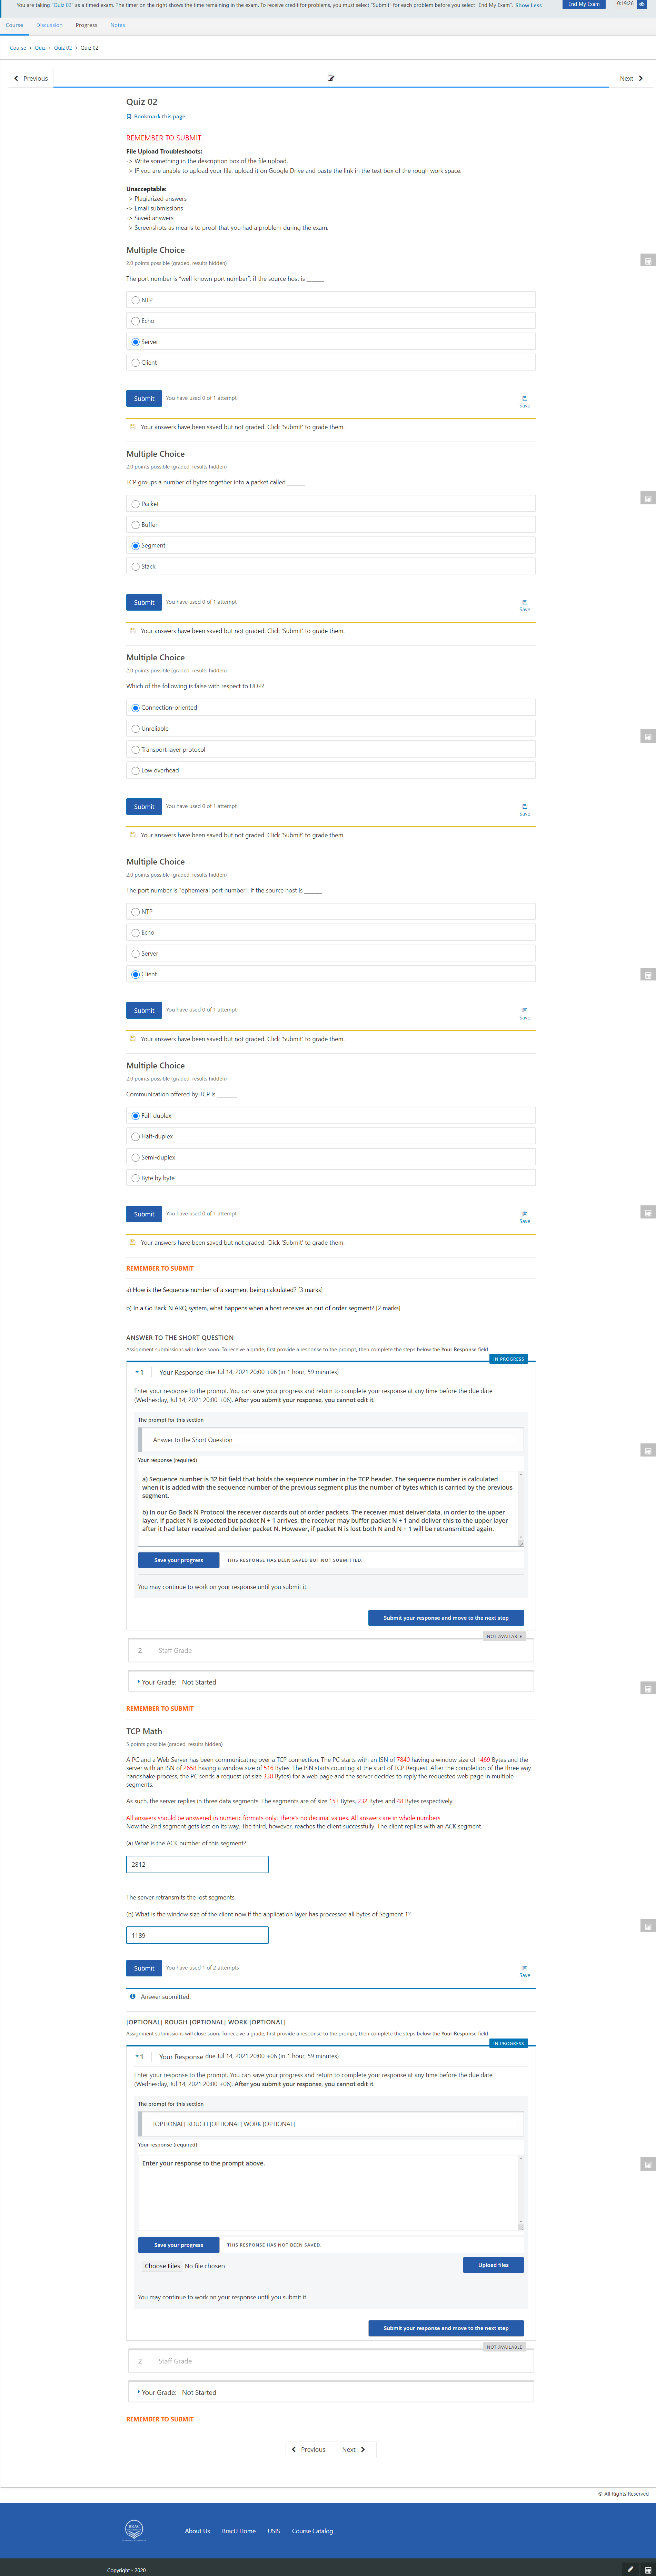 You are taking "Quiz 02" as a timed exam. The timer on the right shows the time remaining in the exam. To receive credit for problems, you must select "Submit" for each problem before you select "End My Exam". Show Less
End My Exam
0:19:26
Course Discussion Progress Notes
Course > Quiz > Quiz 02 > Quiz 02
Previous
Next
Quiz 02
Bookmark this page
REMEMBER TO SUBMIT.
File Upload Troubleshoots:
-> Write something in the description box of the file upload.
-> IF you are unable to upload your file, upload it on Google Drive and paste the link in the text box of the rough work space.
Unacceptable:
-> Plagiarized answers
-> Email submissions
-> Saved answers
-> Screenshots as means to proof that you had a problem during the exam.
Multiple Choice
2.0 points possible (graded, results hidden)
The port number is "well-known port number", if the source host is ______
NTP
Echo
Server
Client
Submit
You have used 0 of 1 attempt
Save
Your answers have been saved but not graded. Click 'Submit' to grade them.
Multiple Choice
2.0 points possible (graded, results hidden)
TCP groups a number of bytes together into a packet called ______
Packet
Buffer
Segment
Stack
Submit
You have used 0 of 1 attempt
Save
Your answers have been saved but not graded. Click 'Submit' to grade them.
Multiple Choice
2.0 points possible (graded, results hidden)
Which of the following is false with respect to UDP?
Connection-oriented
Unreliable
Transport layer protocol
Low overhead
Submit
You have used 0 of 1 attempt
Save
Your answers have been saved but not graded. Click 'Submit' to grade them.
Multiple Choice
2.0 points possible (graded, results hidden)
The port number is "ephemeral port number", if the source host is ______
NTP
Echo
Server
Client
Submit
You have used 0 of 1 attempt
Save
Your answers have been saved but not graded. Click 'Submit' to grade them.
Multiple Choice
2.0 points possible (graded, results hidden)
Communication offered by TCP is _______
Full-duplex
Half-duplex
Semi-duplex
Byte by byte
Submit
You have used 0 of 1 attempt
Save
Your answers have been saved but not graded. Click 'Submit' to grade them.
REMEMBER TO SUBMIT
a) How is the Sequence number of a segment being calculated? [3 marks]
b) In a Go Back N ARQ system, what happens when a host receives an out of order segment? [2 marks]
ANSWER TO THE SHORT QUESTION
Assignment submissions will close soon. To receive a grade, first provide a response to the prompt, then complete the steps below the Your Response field.
IN PROGRESS
1 Your Response due Jul 14, 2021 20:00 +06 (in 1 hour, 59 minutes)
Enter your response to the prompt. You can save your progress and return to complete your response at any time before the due date
(Wednesday, Jul 14, 2021 20:00 +06). After you submit your response, you cannot edit it.
The prompt for this section
Answer to the Short Question
Your response (required)
a) Sequence number is 32 bit field that holds the sequence number in the TCP header. The sequence number is calculated
when it is added with the sequence number of the previous segment plus the number of bytes which is carried by the previous
segment.
b) In our Go Back N Protocol the receiver discards out of order packets. The receiver must deliver data, in order to the upper
layer. If packet N is expected but packet N + 1 arrives, the receiver may buffer packet N + 1 and deliver this to the upper layer
after it had later received and deliver packet N. However, if packet N is lost both N and N + 1 will be retransmitted again.
Save your progress
THIS RESPONSE HAS BEEN SAVED BUT NOT SUBMITTED.
You may continue to work on your response until you submit it.
Submit your response and move to the next step
NOT AVAILABLE
2 Staff Grade
Your Grade: Not Started
REMEMBER TO SUBMIT
TCP Math
5 points possible (graded, results hidden)
A PC and a Web Server has been communicating over a TCP connection. The PC starts with an ISN of 7840 having a window size of 1469 Bytes and the
server with an ISN of 2658 having a window size of 516 Bytes. The ISN starts counting at the start of TCP Request. After the completion of the three way
handshake process, the PC sends a request (of size 330 Bytes) for a web page and the server decides to reply the requested web page in multiple
segments.
As such, the server replies in three data segments. The segments are of size 153 Bytes, 232 Bytes and 48 Bytes respectively.
All answers should be answered in numeric formats only. There's no decimal values. All answers are in whole numbers
Now the 2nd segment gets lost on its way. The third, however, reaches the client successfully. The client replies with an ACK segment.
(a) What is the ACK number of this segment?
2812
The server retransmits the lost segments.
(b) What is the window size of the client now if the application layer has processed all bytes of Segment 1?
1189
Submit
You have used 1 of 2 attempts
Save
Answer submitted.
[OPTIONAL] ROUGH [OPTIONAL] WORK [OPTIONAL]
Assignment submissions will close soon. To receive a grade, first provide a response to the prompt, then complete the steps below the Your Response field.
IN PROGRESS
1 Your Response due Jul 14, 2021 20:00 +06 (in 1 hour, 59 minutes)
Enter your response to the prompt. You can save your progress and return to complete your response at any time before the due date
(Wednesday, Jul 14, 2021 20:00 +06). After you submit your response, you cannot edit it.
The prompt for this section
[OPTIONAL] ROUGH [OPTIONAL] WORK [OPTIONAL]
Your response (required)
Enter your response to the prompt above.
Save your progress
THIS RESPONSE HAS NOT BEEN SAVED.
Choose Files No file chosen
Upload files
You may continue to work on your response until you submit it.
Submit your response and move to the next step
NOT AVAILABLE
2 Staff Grade
Your Grade: Not Started
REMEMBER TO SUBMIT
Previous Next
© All Rights Reserved
About Us BracU Home USIS Course Catalog
Copyright - 2020